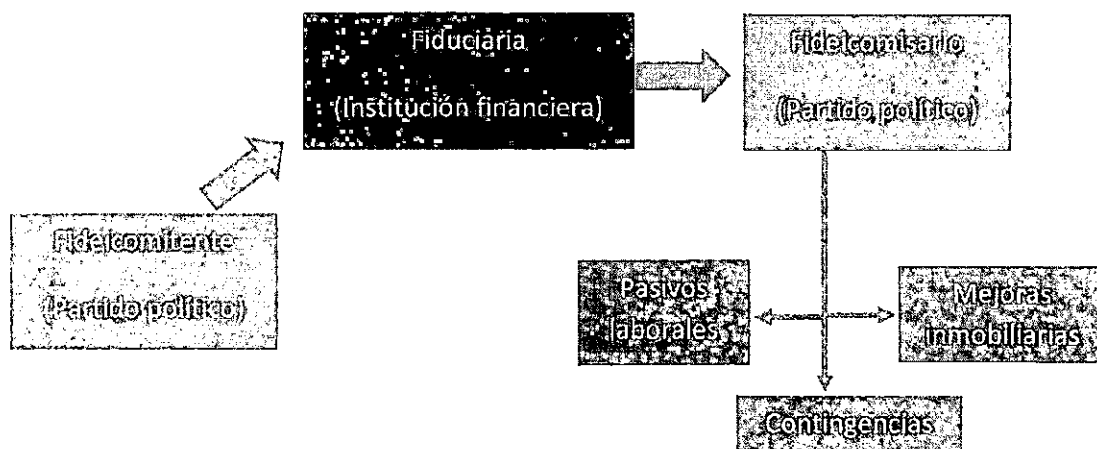 Fiduciaria
(Institución financiera)
Fideicomisario
(Partido político)
Fideicomitente
(Partido político)
Pasivos
laborales
Mejoras
inmobiliarias
Contingencias